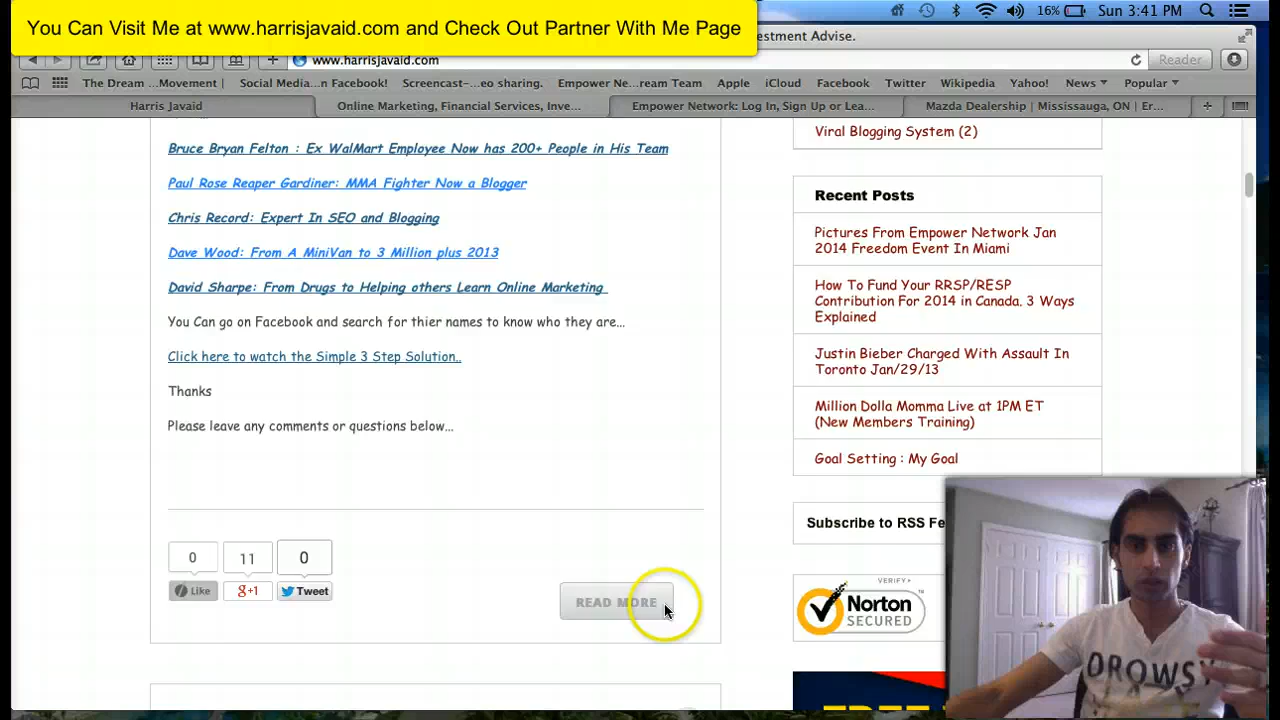 You Can Visit Me at www.harrisjavaid.com and Check Out Partner With Me Page
16%
Sun 3:41 PM
estment Advise.
www.harrisjavaid.com
Reader
The Dream ...Movement
Social Media...n Facebook!
Screencast-...eo sharing.
Empower Ne...ream Team
Apple
iCloud
Facebook
Twitter
Wikipedia
Yahoo!
News
Popular
Harris Javaid
Online Marketing, Financial Services, Inve...
Empower Network: Log In, Sign Up or Lea...
Mazda Dealership | Mississauga, ON | Er...
Bruce Bryan Felton : Ex WalMart Employee Now has 200+ People in His Team
Paul Rose Reaper Gardiner: MMA Fighter Now a Blogger
Chris Record: Expert In SEO and Blogging
Dave Wood: From A MiniVan to 3 Million plus 2013
David Sharpe: From Drugs to Helping others Learn Online Marketing
You Can go on Facebook and search for thier names to know who they are...
Click here to watch the Simple 3 Step Solution..
Thanks
Please leave any comments or questions below...
0
11
0
Like
g+1
Tweet
READ MORE
Viral Blogging System (2)
Recent Posts
Pictures From Empower Network Jan
2014 Freedom Event In Miami
How To Fund Your RRSP/RESP
Contribution For 2014 in Canada. 3 Ways
Explained
Justin Bieber Charged With Assault In
Toronto Jan/29/13
Million Dolla Momma Live at 1PM ET
(New Members Training)
Goal Setting : My Goal
Subscribe to RSS Fe
VERIFY
Norton
SECURED
FREE
DROWSY